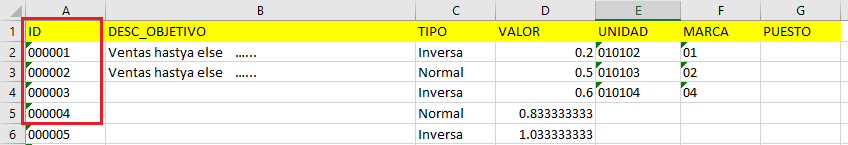 A B C D E F G
1 ID DESC_OBJETIVO TIPO VALOR UNIDAD MARCA PUESTO
2 000001 Ventas hastya else ...... Inversa 0.2 010102 01
3 000002 Ventas hastya else ...... Normal 0.5 010103 02
4 000003 Inversa 0.6 010104 04
5 000004 Normal 0.833333333
6 000005 Inversa 1.033333333